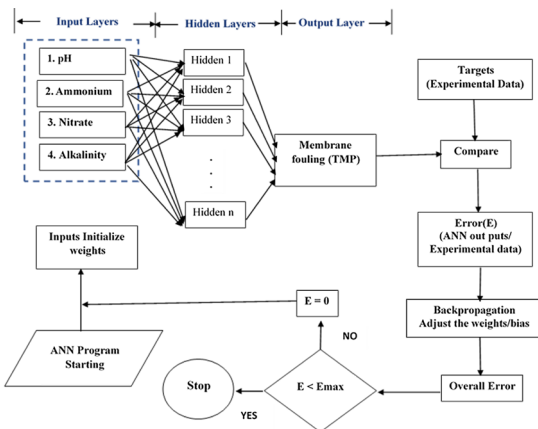 Input Layers
Hidden Layers
Output Layer
1. pH
2. Ammonium
3. Nitrate
4. Alkalinity
Hidden 1
Hidden 2
Hidden 3
.
.
.
Hidden n
Membrane
fouling (TMP)
Targets
(Experimental Data)
Compare
Error(E)
(ANN out puts/
Experimental data)
Backpropagation
Adjust the weights/bias
Overall Error
E < Emax
NO
E = 0
YES
Stop
Inputs Initialize
weights
ANN Program
Starting